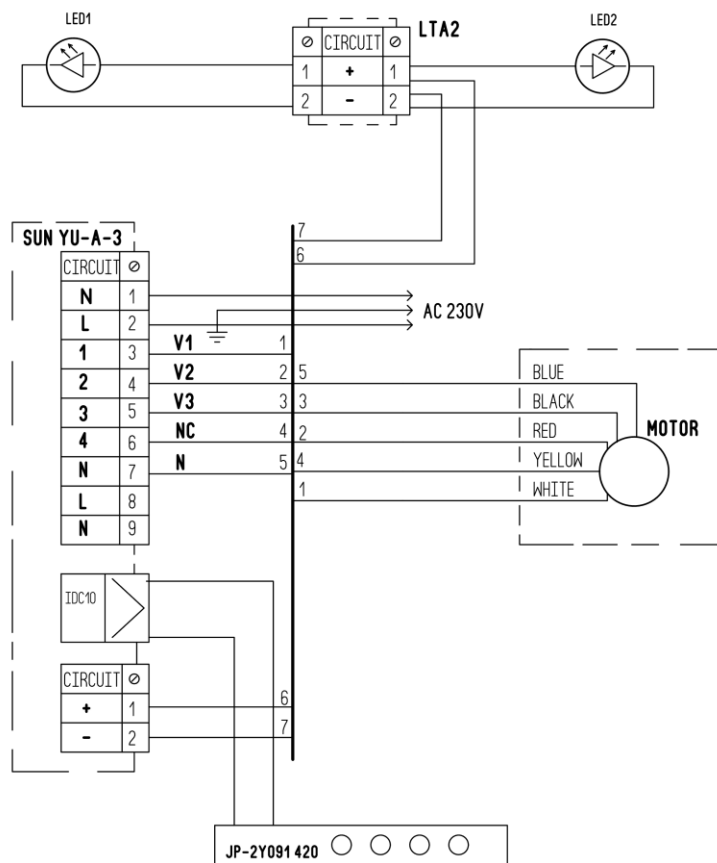 LED1
LED2
LTA2
CIRCUIT
1 + 1
2 - 2
7
6
SUN YU-A-3
CIRCUIT
N 1
L 2
AC 230V
1 3 V1 1
2 4 V2 2 5 BLUE
3 5 V3 3 3 BLACK
4 6 NC 4 2 RED
MOTOR
N 7 N 5 4 YELLOW
L 8 1 WHITE
N 9
IDC10
CIRCUIT
+ 1 6
- 2 7
JP-2Y091 420